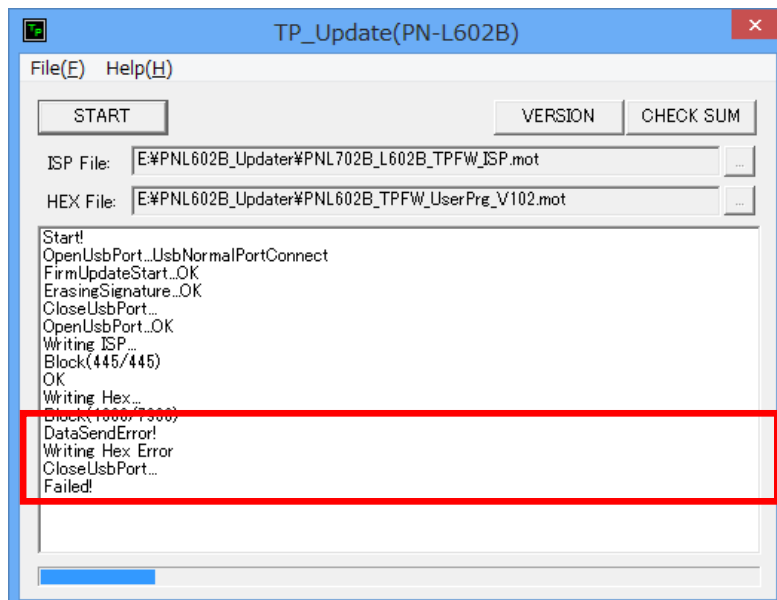 Tp
TP_Update(PN-L602B)
File(F) Help(H)
START VERSION CHECK SUM
ISP File: E:¥PNL602B_Updater¥PNL702B_L602B_TPFW_ISP.mot ...
HEX File: E:¥PNL602B_Updater¥PNL602B_TPFW_UserPrg_V102.mot ...
Start!
OpenUsbPort...UsbNormalPortConnect
FirmUpdateStart...OK
ErasingSignature...OK
CloseUsbPort...
OpenUsbPort...OK
Writing ISP...
Block(445/445)
OK
Writing Hex...
DataSendError!
Writing Hex Error
CloseUsbPort...
Failed!